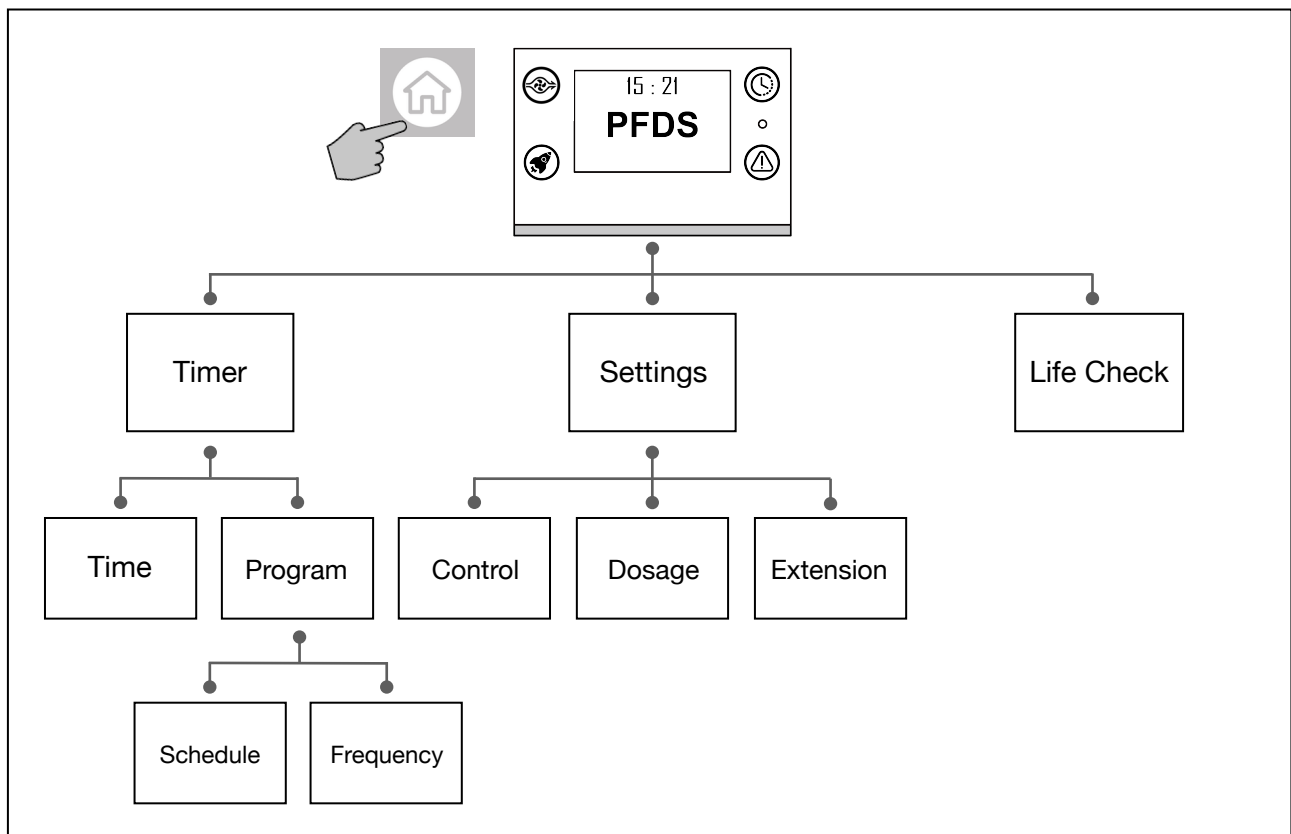 15 : 21
PFDS
Timer
Settings
Life Check
Time
Program
Control
Dosage
Extension
Schedule
Frequency